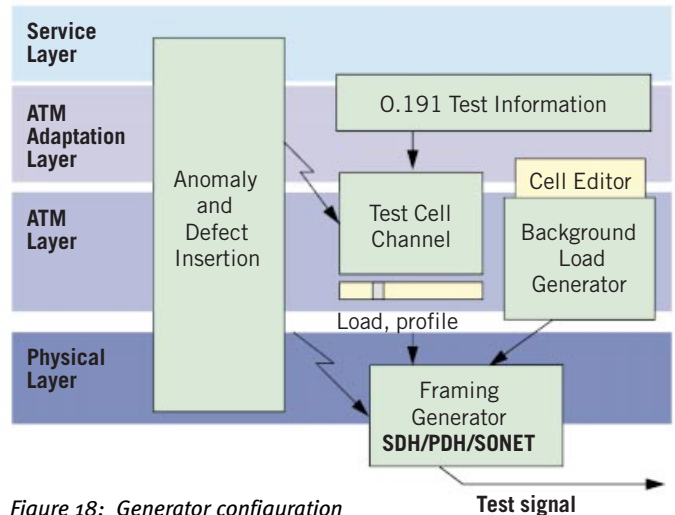 Service
Layer
O.191 Test Information
ATM
Adaptation
Layer
Anomaly
and
Defect
Insertion
Cell Editor
Test Cell
Channel
ATM
Layer
Background
Load
Generator
Load, profile
Physical
Layer
Framing
Generator
SDH/PDH/SONET
Test signal
Figure 18: Generator configuration